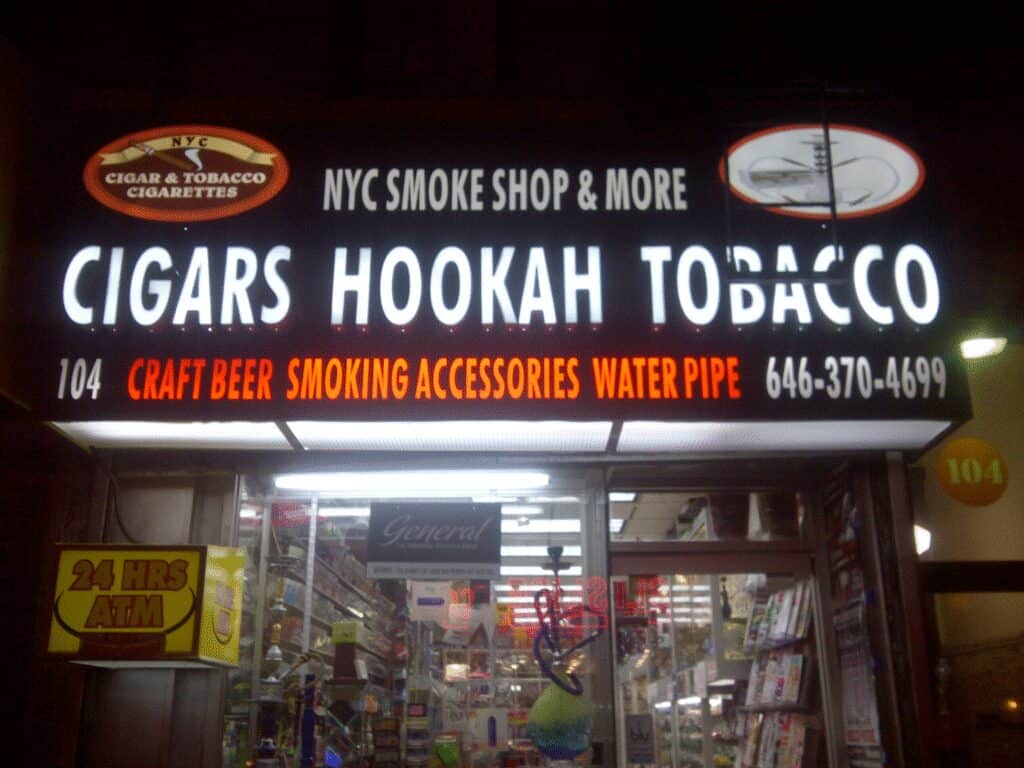 NYC
CIGAR & TOBACCO
CIGARETTES
NYC SMOKE SHOP & MORE
CIGARS HOOKAH TOBACCO
104 CRAFT BEER SMOKING ACCESSORIES WATER PIPE 646-370-4699
104
General
24 HRS
ATM
blu